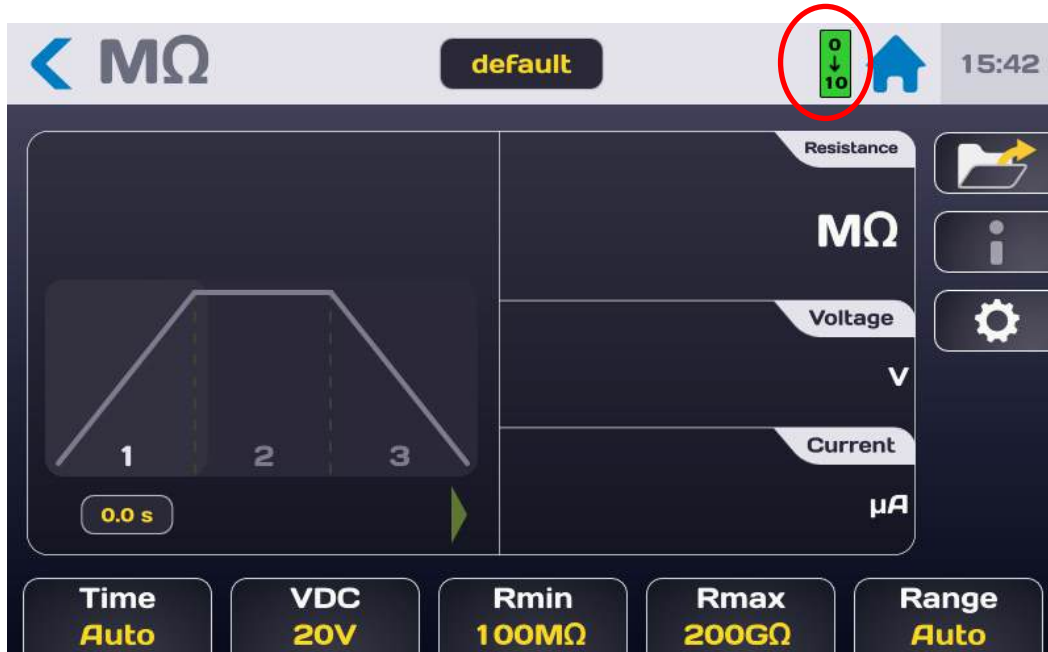 MΩ
default
0
↓
10
15:42
Resistance
MΩ
Voltage
V
Current
µA
1 2 3
0.0 s
Time
Auto
VDC
20V
Rmin
100MΩ
Rmax
200GΩ
Range
Auto